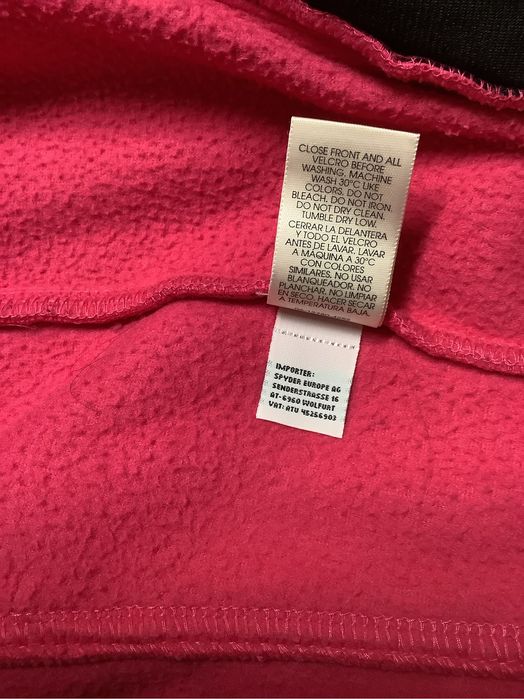 CLOSE FRONT AND ALL
VELCRO BEFORE
WASHING. MACHINE
WASH 30°C LIKE
COLORS. DO NOT
BLEACH. DO NOT IRON.
DO NOT DRY CLEAN.
TUMBLE DRY LOW.
CERRAR LA DELANTERA
Y TODO EL VELCRO
ANTES DE LAVAR. LAVAR
A MÁQUINA A 30°C
CON COLORES
SIMILARES. NO USAR
BLANQUEADOR. NO
PLANCHAR. NO LIMPIAR
EN SECO. HACER SECAR
A TEMPERATURA BAJA.
IMPORTER:
SPYDER EUROPE AG
SENDERSTRASSE 16
AT-6960 WOLFURT
VAT: ATU 45256903